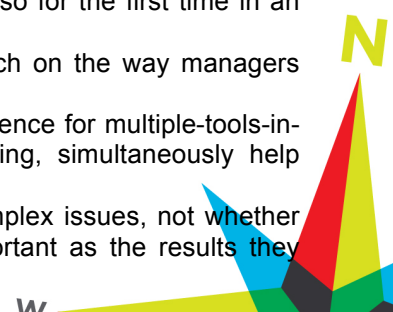 so for the first time in an
N
ch on the way managers
ence for multiple-tools-in-
ing, simultaneously help
nplex issues, not whether
ortant as the results they
W